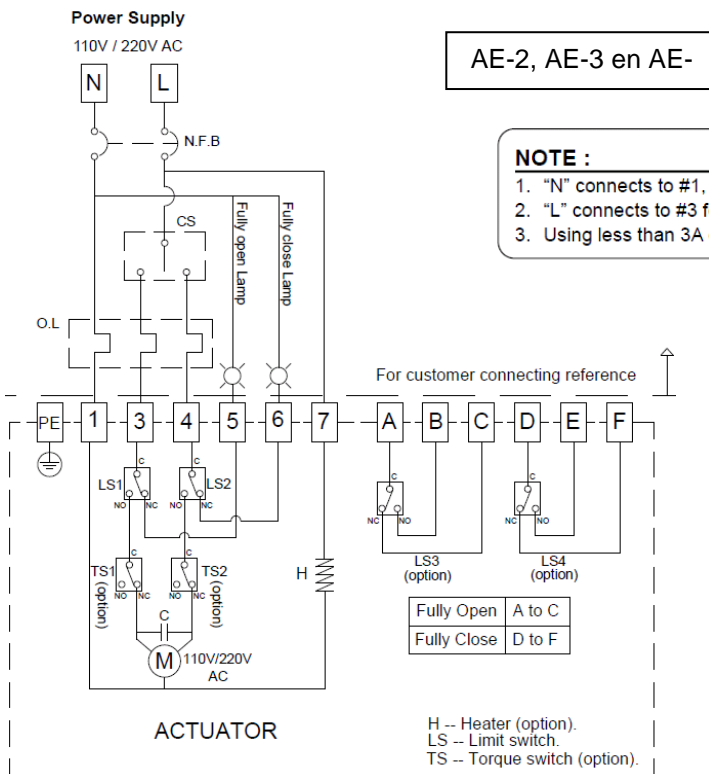 Power Supply
110V / 220V AC
AE-2, AE-3 en AE-
N L
N.F.B
NOTE :
1. "N" connects to #1,
2. "L" connects to #3 f
3. Using less than 3A
CS
Fully open Lamp
Fully close Lamp
O.L
For customer connecting reference
PE 1 3 4 5 6 7 A B C D E F
C C C C
LS1 LS2
NO NC NO NC NC NO NC NO
LS3
(option)
LS4
(option)
C C
TS1
(option)
TS2
(option)
H
NO NC NO NC
C
Fully Open A to C
Fully Close D to F
M 110V/220V
AC
ACTUATOR
H -- Heater (option).
LS -- Limit switch.
TS -- Torque switch (option).